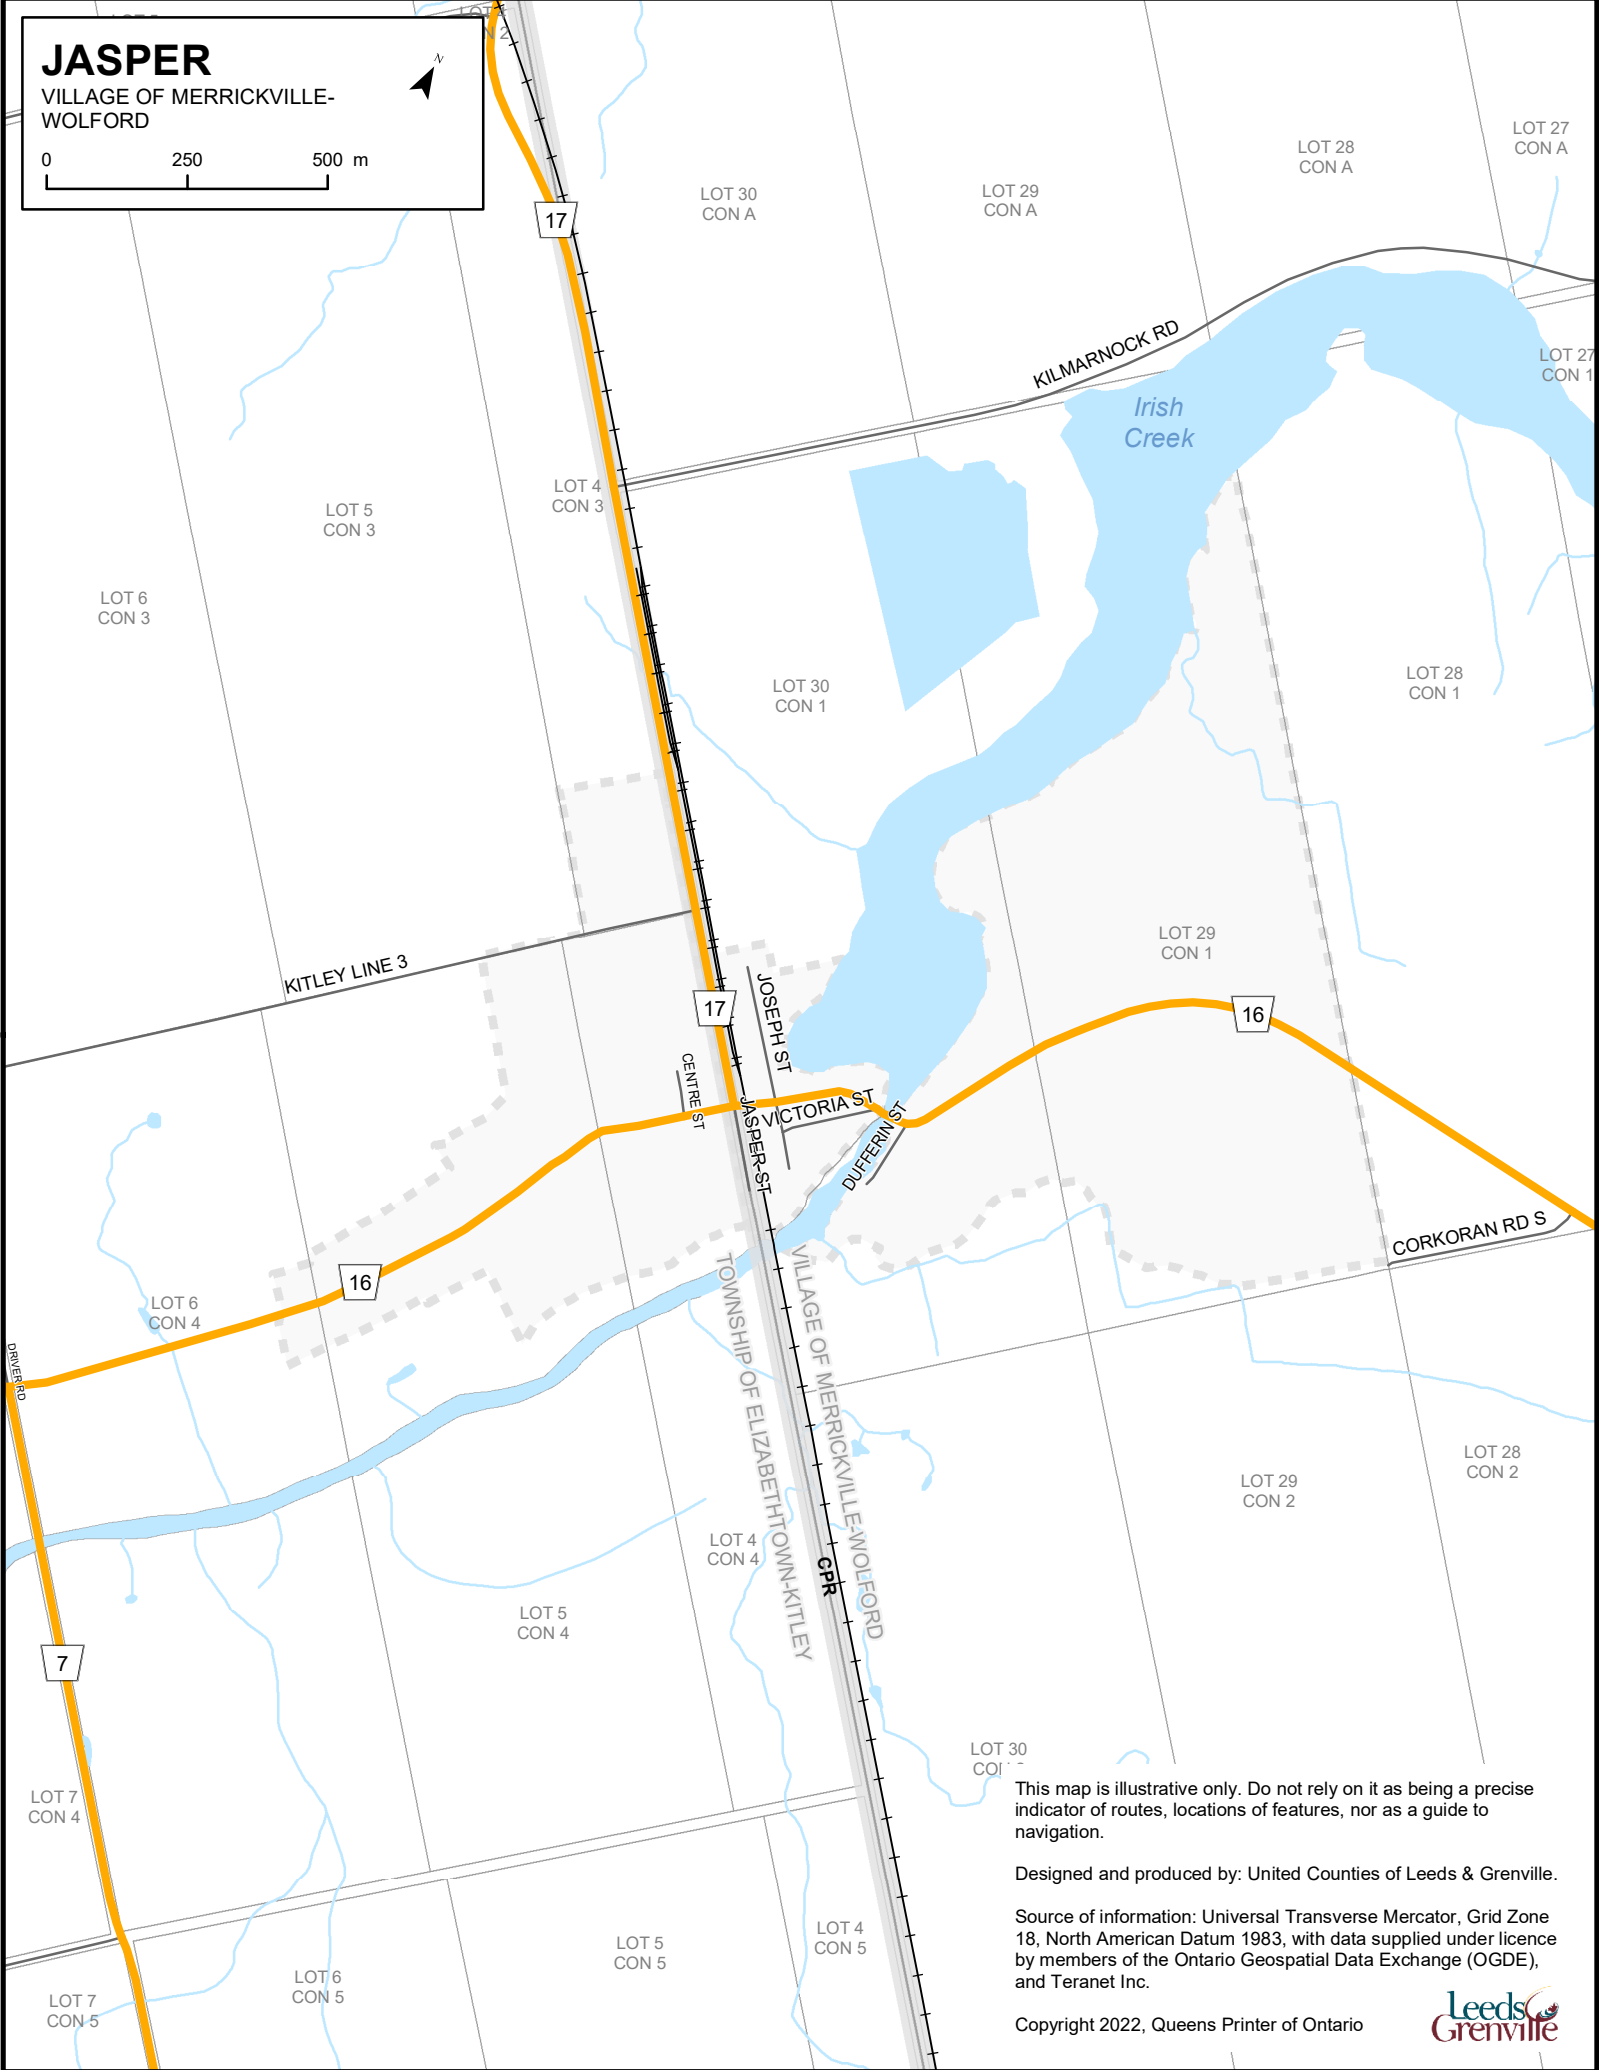 JASPER
VILLAGE OF MERRICKVILLE-
WOLFORD
N
0 250 500 m
17
LOT 30
CON A
LOT 29
CON A
LOT 28
CON A
LOT 27
CON A
KILMARNOCK RD
LOT 27
CON 1
Irish
Creek
LOT 4
CON 3
LOT 5
CON 3
LOT 6
CON 3
LOT 30
CON 1
LOT 28
CON 1
LOT 29
CON 1
KITLEY LINE 3
17
JOSEPH ST
16
CENTRE ST
VICTORIA ST
JASPER ST
DUFFERIN ST
CORKORAN RD S
16
LOT 6
CON 4
DRIVER RD
TOWNSHIP OF ELIZABETHTOWN-KITLEY
VILLAGE OF MERRICKVILLE-WOLFORD
LOT 28
CON 2
LOT 29
CON 2
LOT 4
CON 4
CPR
LOT 5
CON 4
7
LOT 30
LOT 7
CON 4
This map is illustrative only. Do not rely on it as being a precise
indicator of routes, locations of features, nor as a guide to
navigation.
Designed and produced by: United Counties of Leeds & Grenville.
Source of information: Universal Transverse Mercator, Grid Zone
18, North American Datum 1983, with data supplied under licence
by members of the Ontario Geospatial Data Exchange (OGDE),
and Teranet Inc.
Copyright 2022, Queens Printer of Ontario
LOT 4
CON 5
LOT 5
CON 5
LOT 6
CON 5
LOT 7
CON 5
Leeds
Grenville